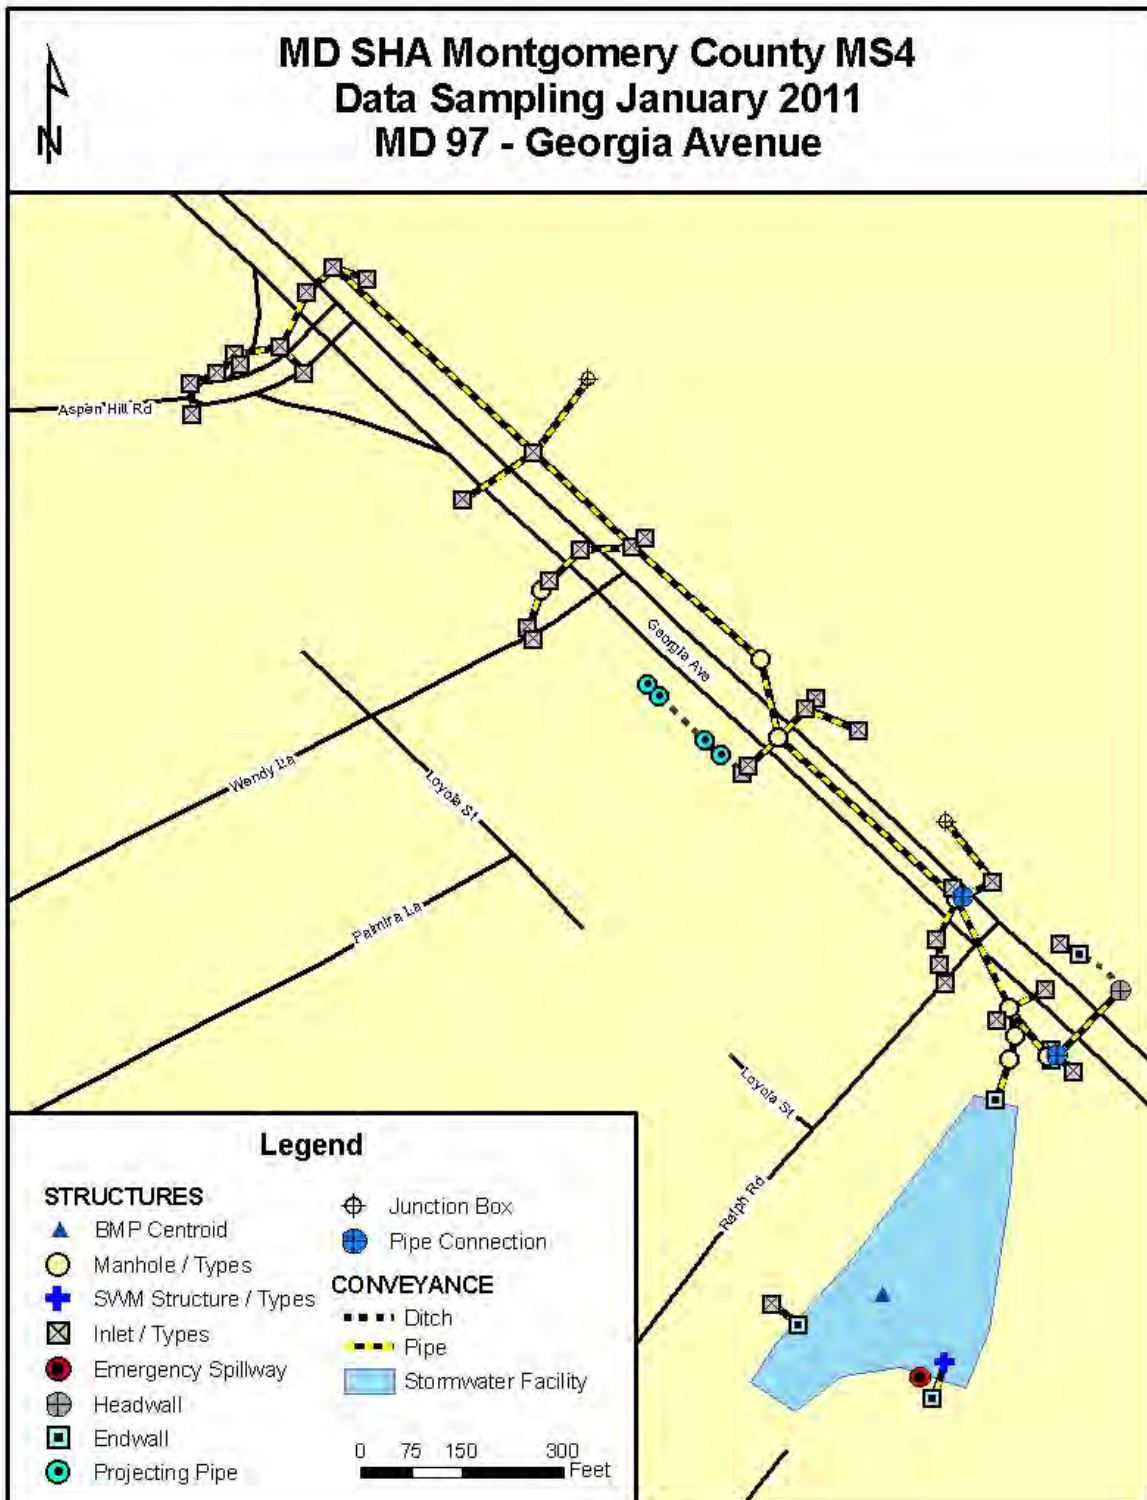 MD SHA Montgomery County MS4
Data Sampling January 2011
MD 97 - Georgia Avenue
N
Aspen Hill Rd
Georgia Ave
Wendy La
Loyola St
Palmira La
Loyola St
Ralph Rd
Legend
STRUCTURES
BMP Centroid
Manhole / Types
SWM Structure / Types
Inlet / Types
Emergency Spillway
Headwall
Endwall
Projecting Pipe
Junction Box
Pipe Connection
CONVEYANCE
Ditch
Pipe
Stormwater Facility
0 75 150 300
Feet